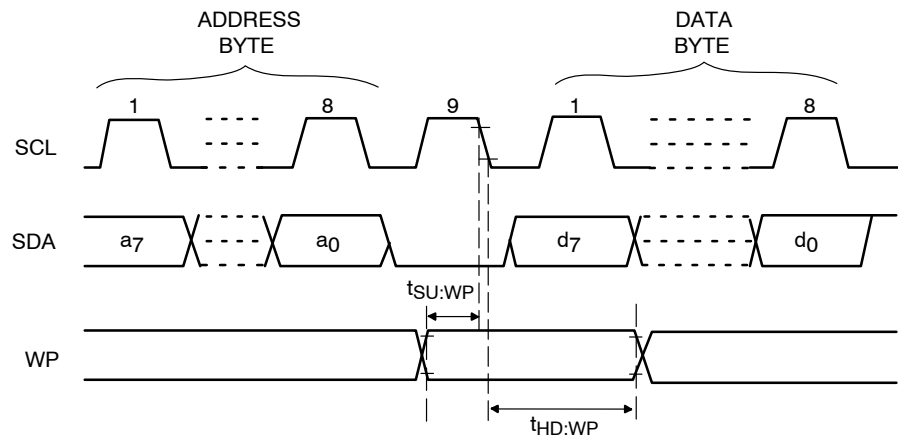 ADDRESS
BYTE
DATA
BYTE
1
8
9
1
8
SCL
SDA
a7
a0
d7
d0
tSU:WP
WP
tHD:WP